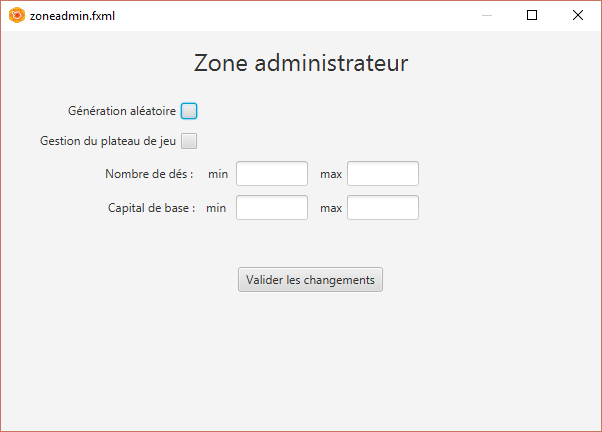 zoneadmin.fxml
Zone administrateur
Génération aléatoire
Gestion du plateau de jeu
Nombre de dés : min max
Capital de base : min max
Valider les changements